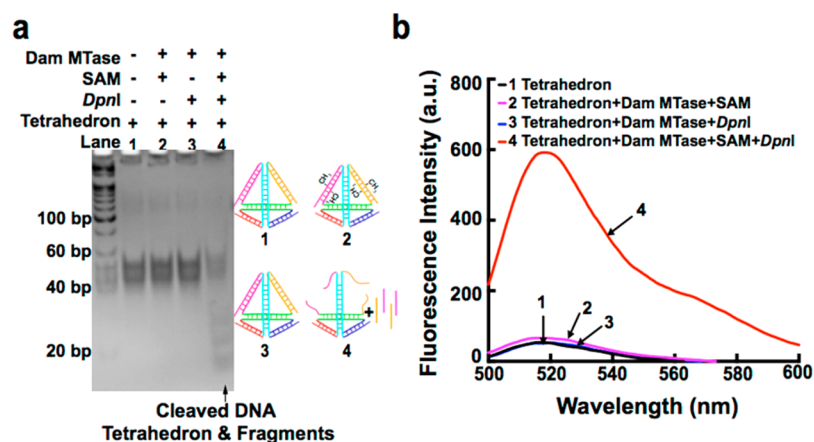 a
Dam MTase - + + +
SAM - + - +
DpnI - - + +
Tetrahedron + + + +
Lane 1 2 3 4
100 bp
60 bp
40 bp
20 bp
CH₃
CH₃
1
2
3
4
+
Cleaved DNA
Tetrahedron & Fragments
b
Fluorescence Intensity (a.u.)
800
600
400
200
0
1 Tetrahedron
2 Tetrahedron+Dam MTase+SAM
3 Tetrahedron+Dam MTase+DpnI
4 Tetrahedron+Dam MTase+SAM+DpnI
4
1
2
3
500 520 540 560 580 600
Wavelength (nm)